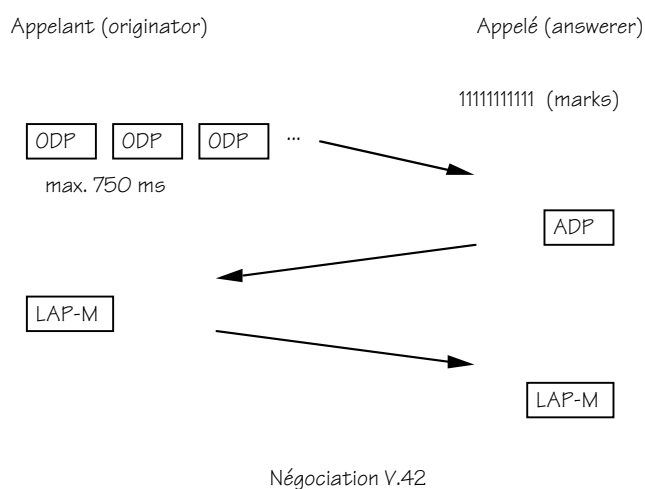 Appelant (originator) Appelé (answerer)
11111111111 (marks)
ODP ODP ODP ...
max. 750 ms
ADP
LAP-M
LAP-M
Négociation V.42